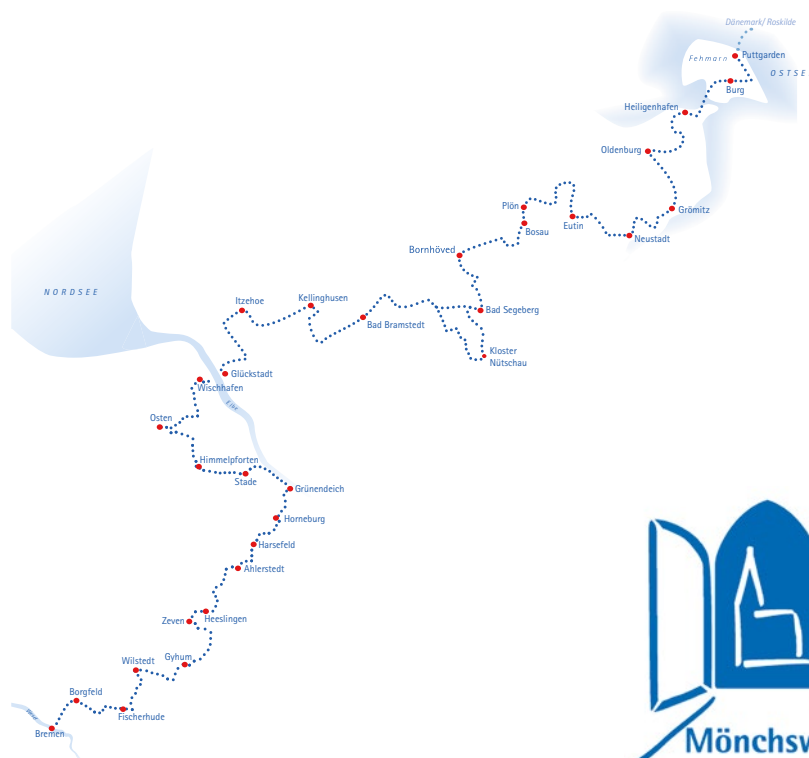 Dänemark/ Roskilde
Puttgarden
Fehmarn
OSTSE
Burg
Heiligenhafen
Oldenburg
Plön
Grömitz
Bosau
Eutin
Neustadt
Bornhöved
NORDSEE
Itzehoe
Kellinghusen
Bad Segeberg
Bad Bramstedt
Kloster
Nütschau
Glückstadt
Wischhafen
Elbe
Osten
Himmelpforten
Stade
Grünendeich
Horneburg
Harsefeld
Ahlerstedt
Heeslingen
Zeven
Gyhum
Wilstedt
Borgfeld
Fischerhude
Weser
Bremen
Mönchsw